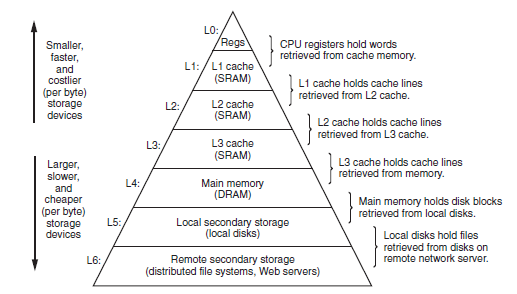 L0:
Regs
CPU registers hold words
retrieved from cache memory.
Smaller,
faster,
and
costlier
(per byte)
storage
devices
L1:
L1 cache
(SRAM)
L1 cache holds cache lines
retrieved from L2 cache.
L2:
L2 cache
(SRAM)
L2 cache holds cache lines
retrieved from L3 cache.
L3:
L3 cache
(SRAM)
L3 cache holds cache lines
retrieved from memory.
Larger,
slower,
and
cheaper
(per byte)
storage
devices
L4:
Main memory
(DRAM)
Main memory holds disk blocks
retrieved from local disks.
L5:
Local secondary storage
(local disks)
Local disks hold files
retrieved from disks on
remote network server.
L6:
Remote secondary storage
(distributed file systems, Web servers)